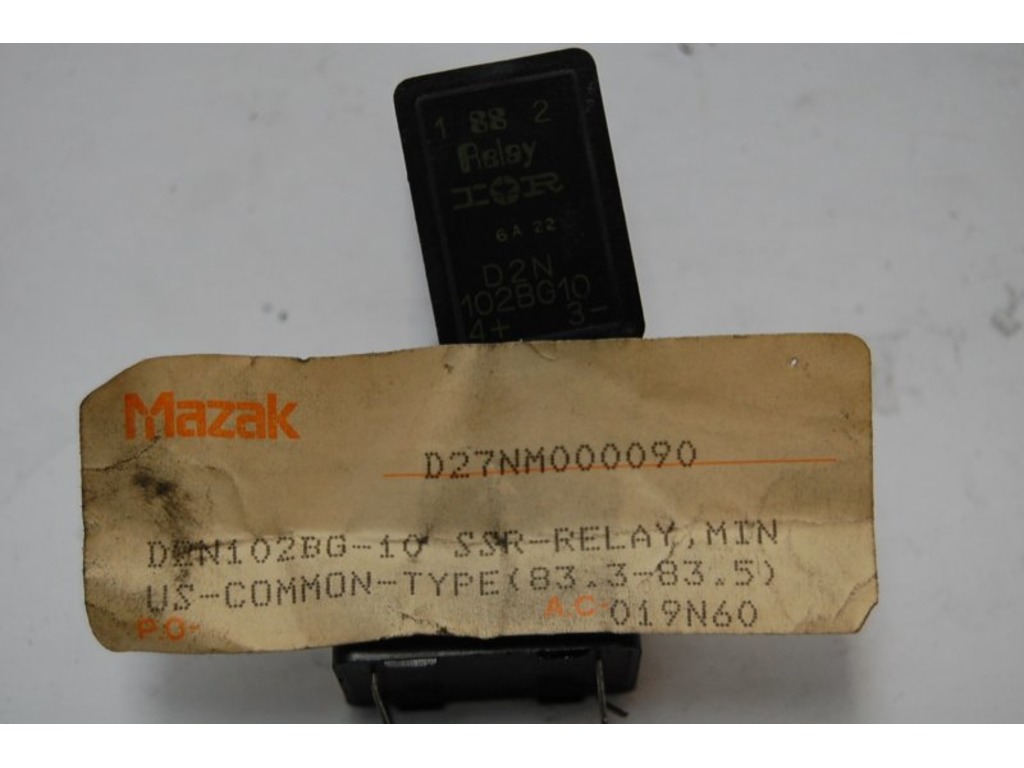 1 88 2
Relay
IOR
6A 22
D2N
102BG10
4+ 3-
Mazak
D27NM000090
D2N102BG-10 SSR-RELAY,MIN
US-COMMON-TYPE(83.3-83.5)
P.O- A.C- 019N60